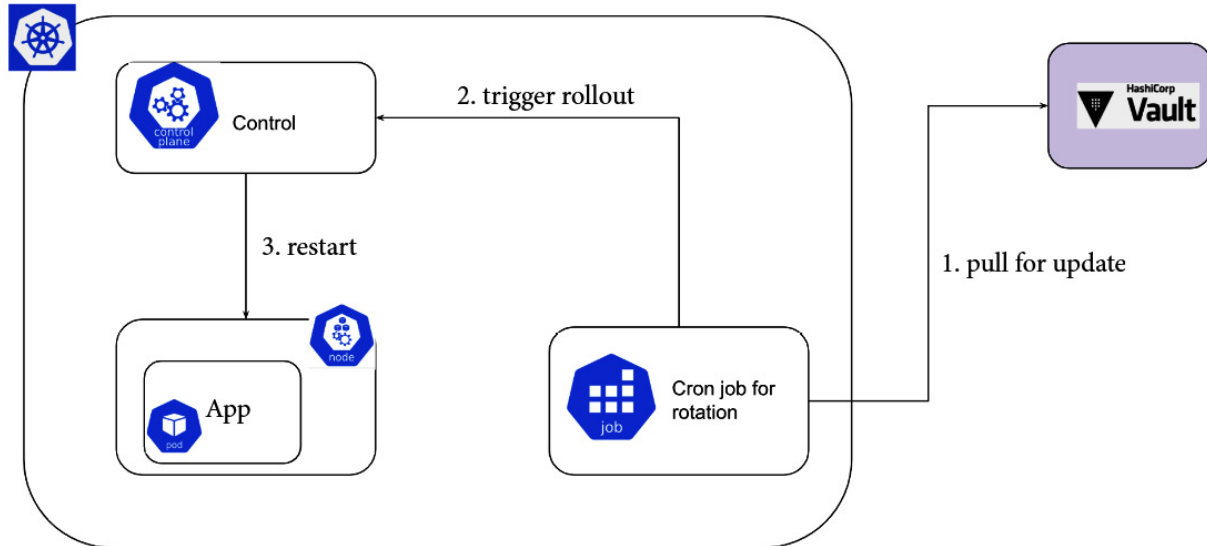 control
plane
Control
2. trigger rollout
HashiCorp
Vault
3. restart
1. pull for update
node
App
pod
job
Cron job for
rotation